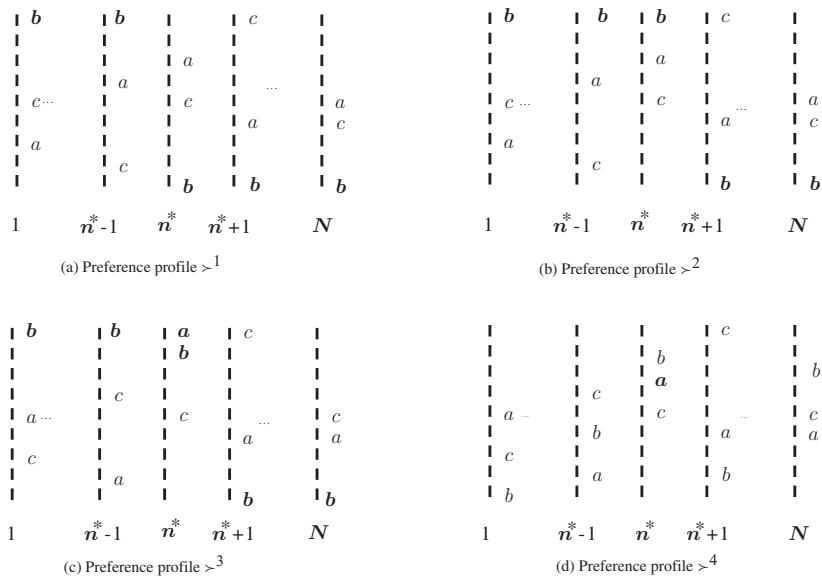 b b c
a
a
...
c... c a
a c
a
c
b b b
1 n*-1 n* n*+1 N
(a) Preference profile ≻1
b b b c
a
a
c ... c ... a
a c
a
c
b b
1 n*-1 n* n*+1 N
(b) Preference profile ≻2
b b a c
b
c
a ... c ... c
a a
c
a
b b
1 n*-1 n* n*+1 N
(c) Preference profile ≻3
c
b
b
a
c
a ... c ... c
b a a
c
a b
b
1 n*-1 n* n*+1 N
(d) Preference profile ≻4